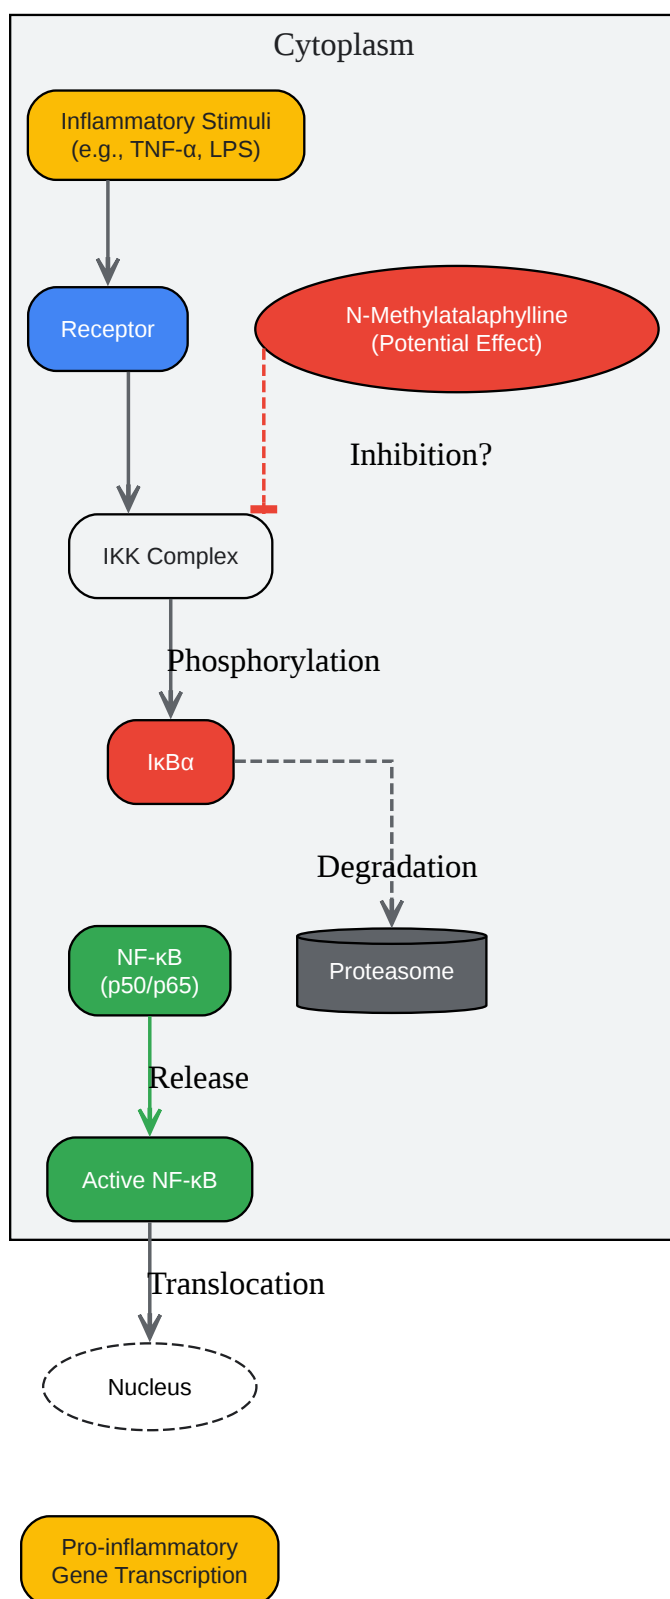 Cytoplasm
Inflammatory Stimuli
(e.g., TNF-α, LPS)
Receptor
N-Methylatalaphylline
(Potential Effect)
Inhibition?
IKK Complex
Phosphorylation
IκBα
Degradation
NF-κB
(p50/p65)
Proteasome
Release
Active NF-κB
Translocation
Nucleus
Pro-inflammatory
Gene Transcription